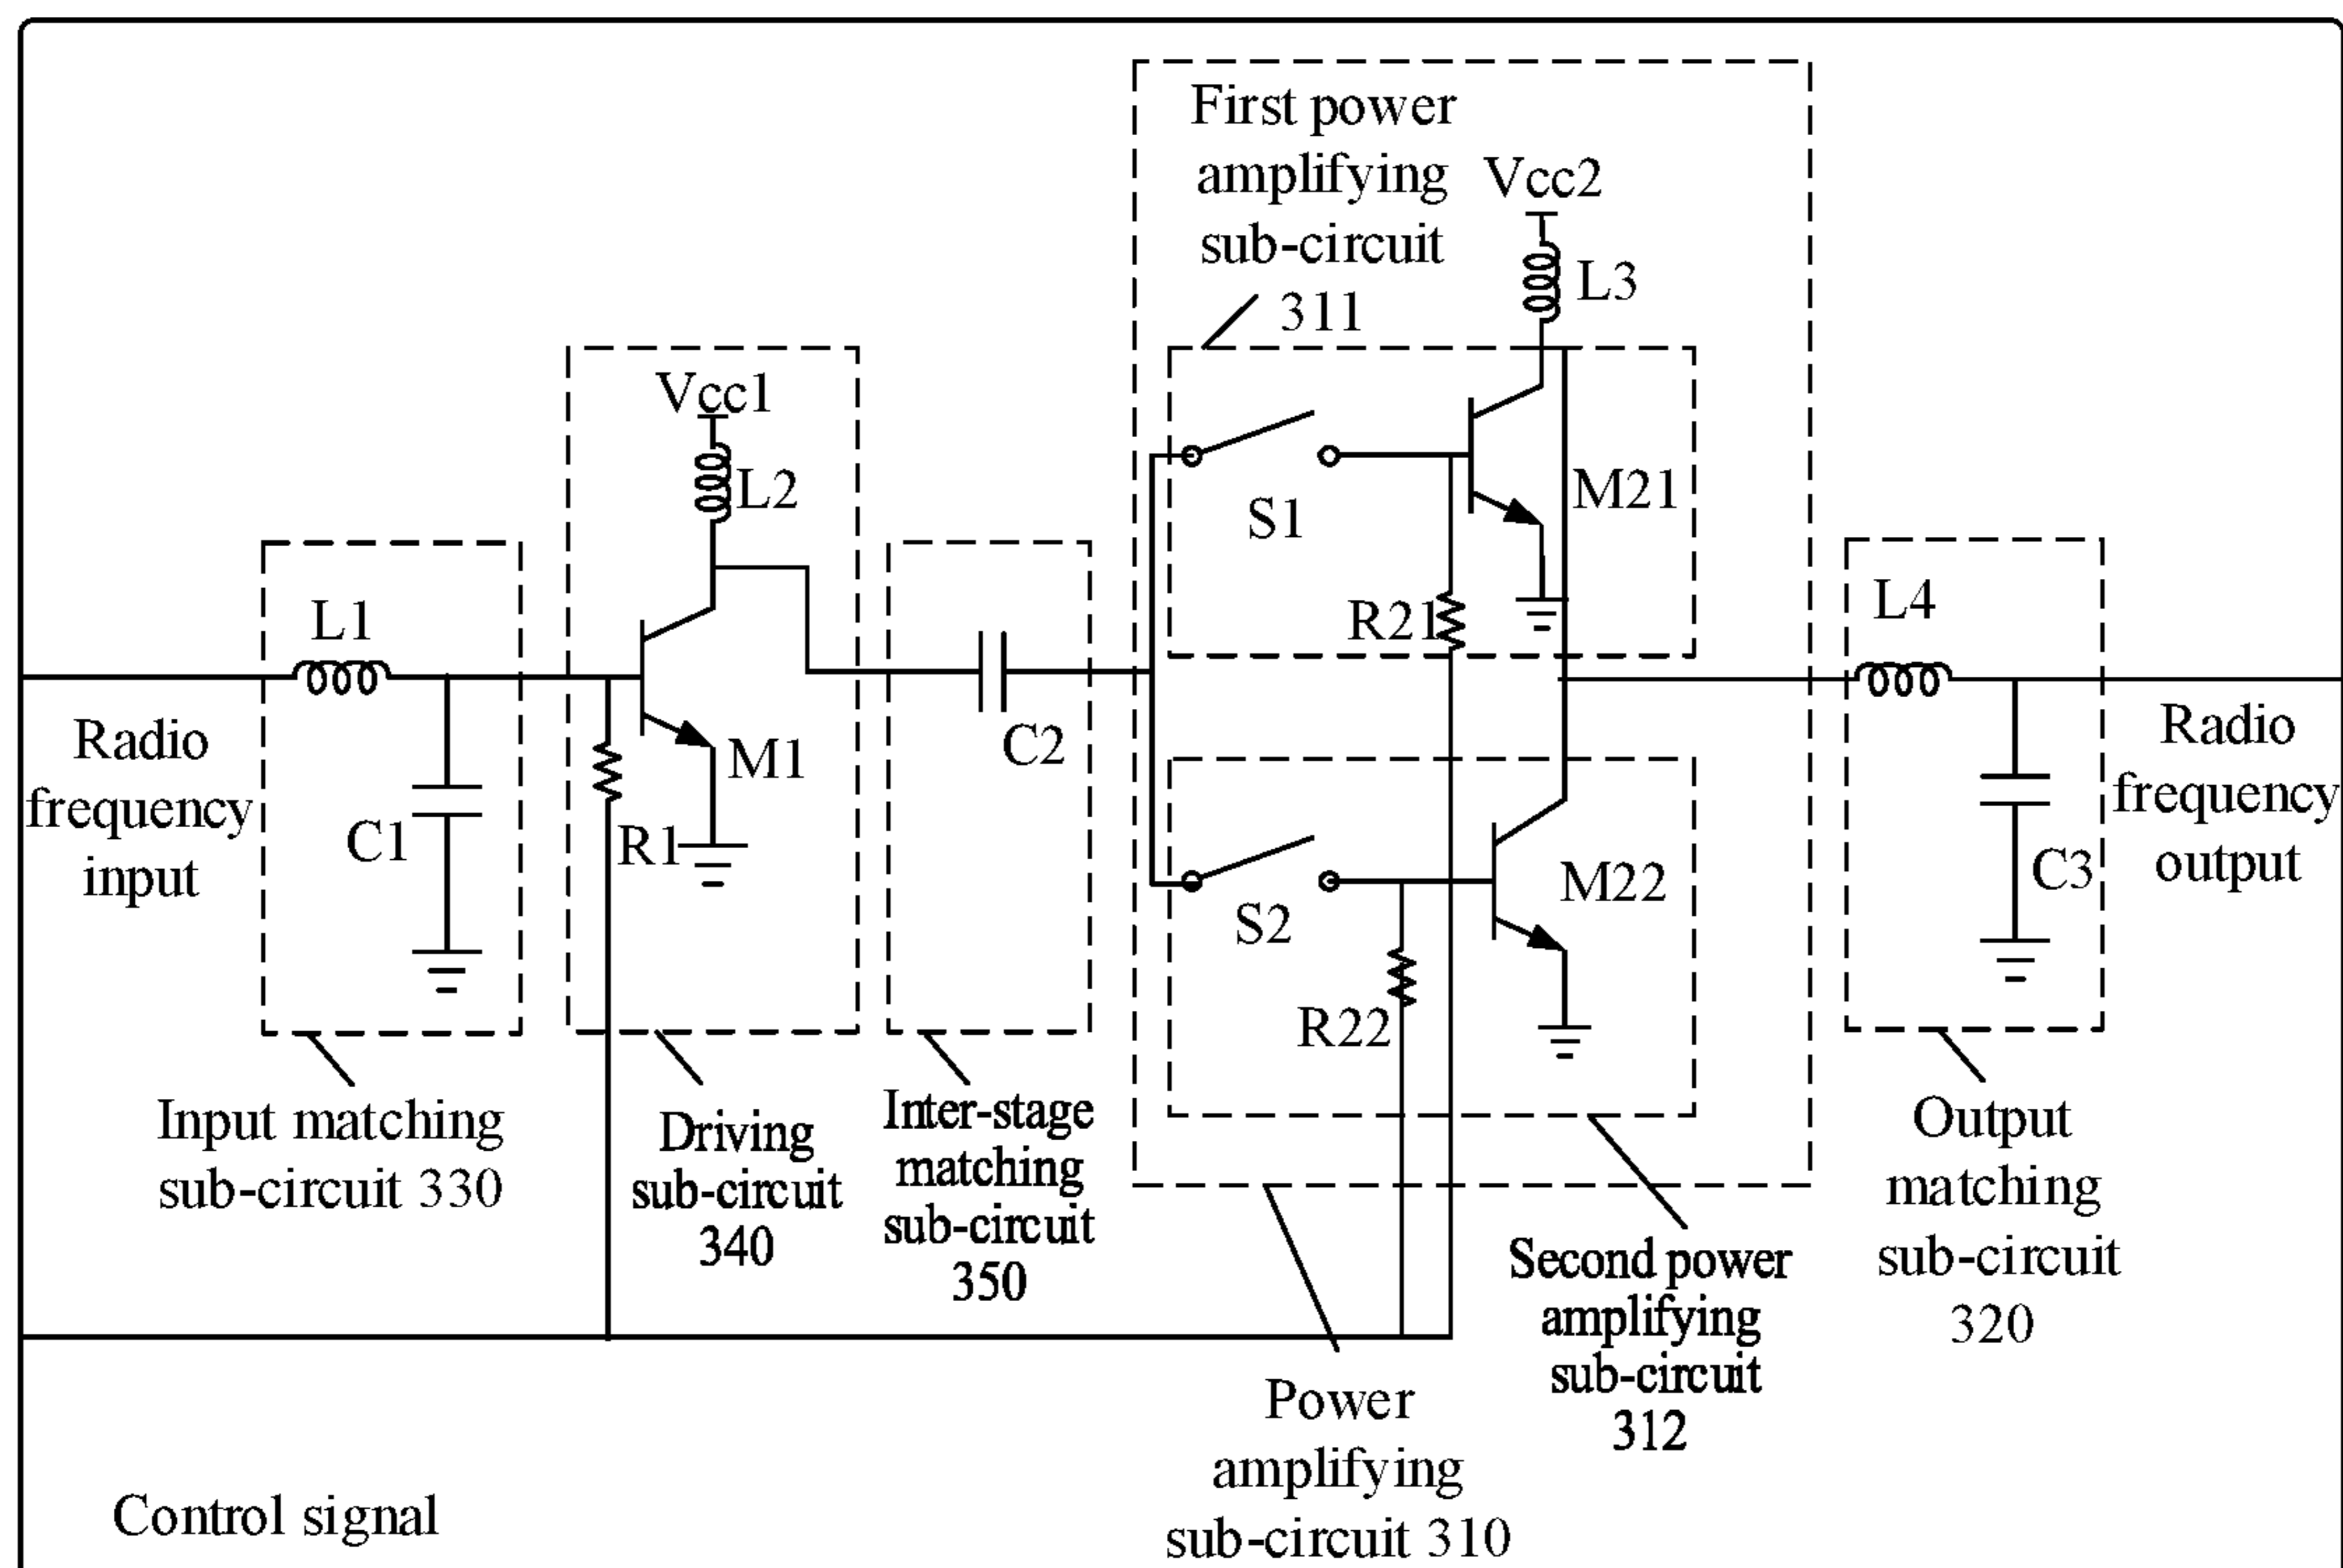 First power
amplifying
sub-circuit
311
Vcc2
L3
Vcc1
L2
M21
S1
R21
L1
L4
Radio
frequency
input
C1
R1
M1
C2
S2
R22
M22
C3
Radio
frequency
output
Input matching
sub-circuit 330
Driving
sub-circuit
340
Inter-stage
matching
sub-circuit
350
Second power
amplifying
sub-circuit
312
Output
matching
sub-circuit
320
Power
amplifying
sub-circuit 310
Control signal